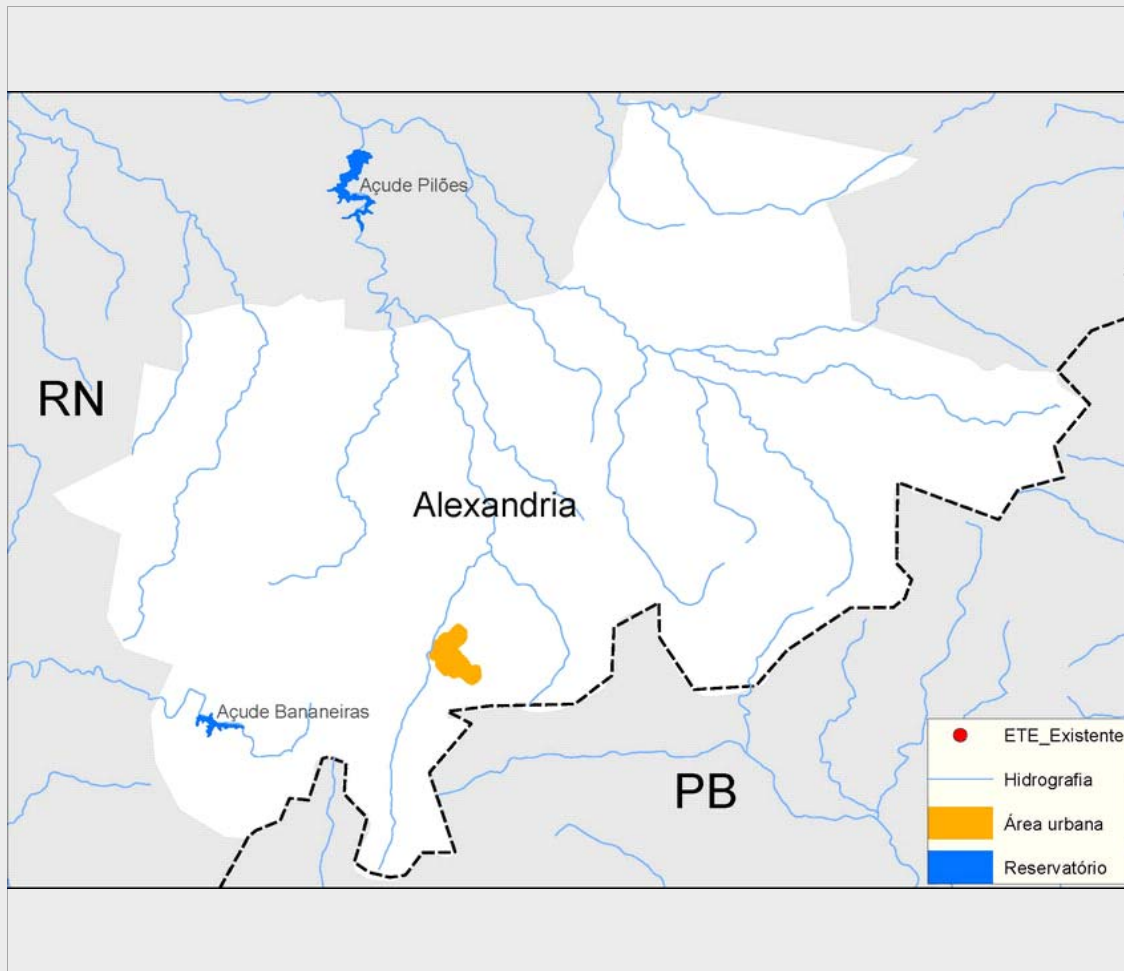 Açude Pilões
RN
Alexandria
Açude Bananeiras
PB
ETE_Existente
Hidrografia
Área urbana
Reservatório